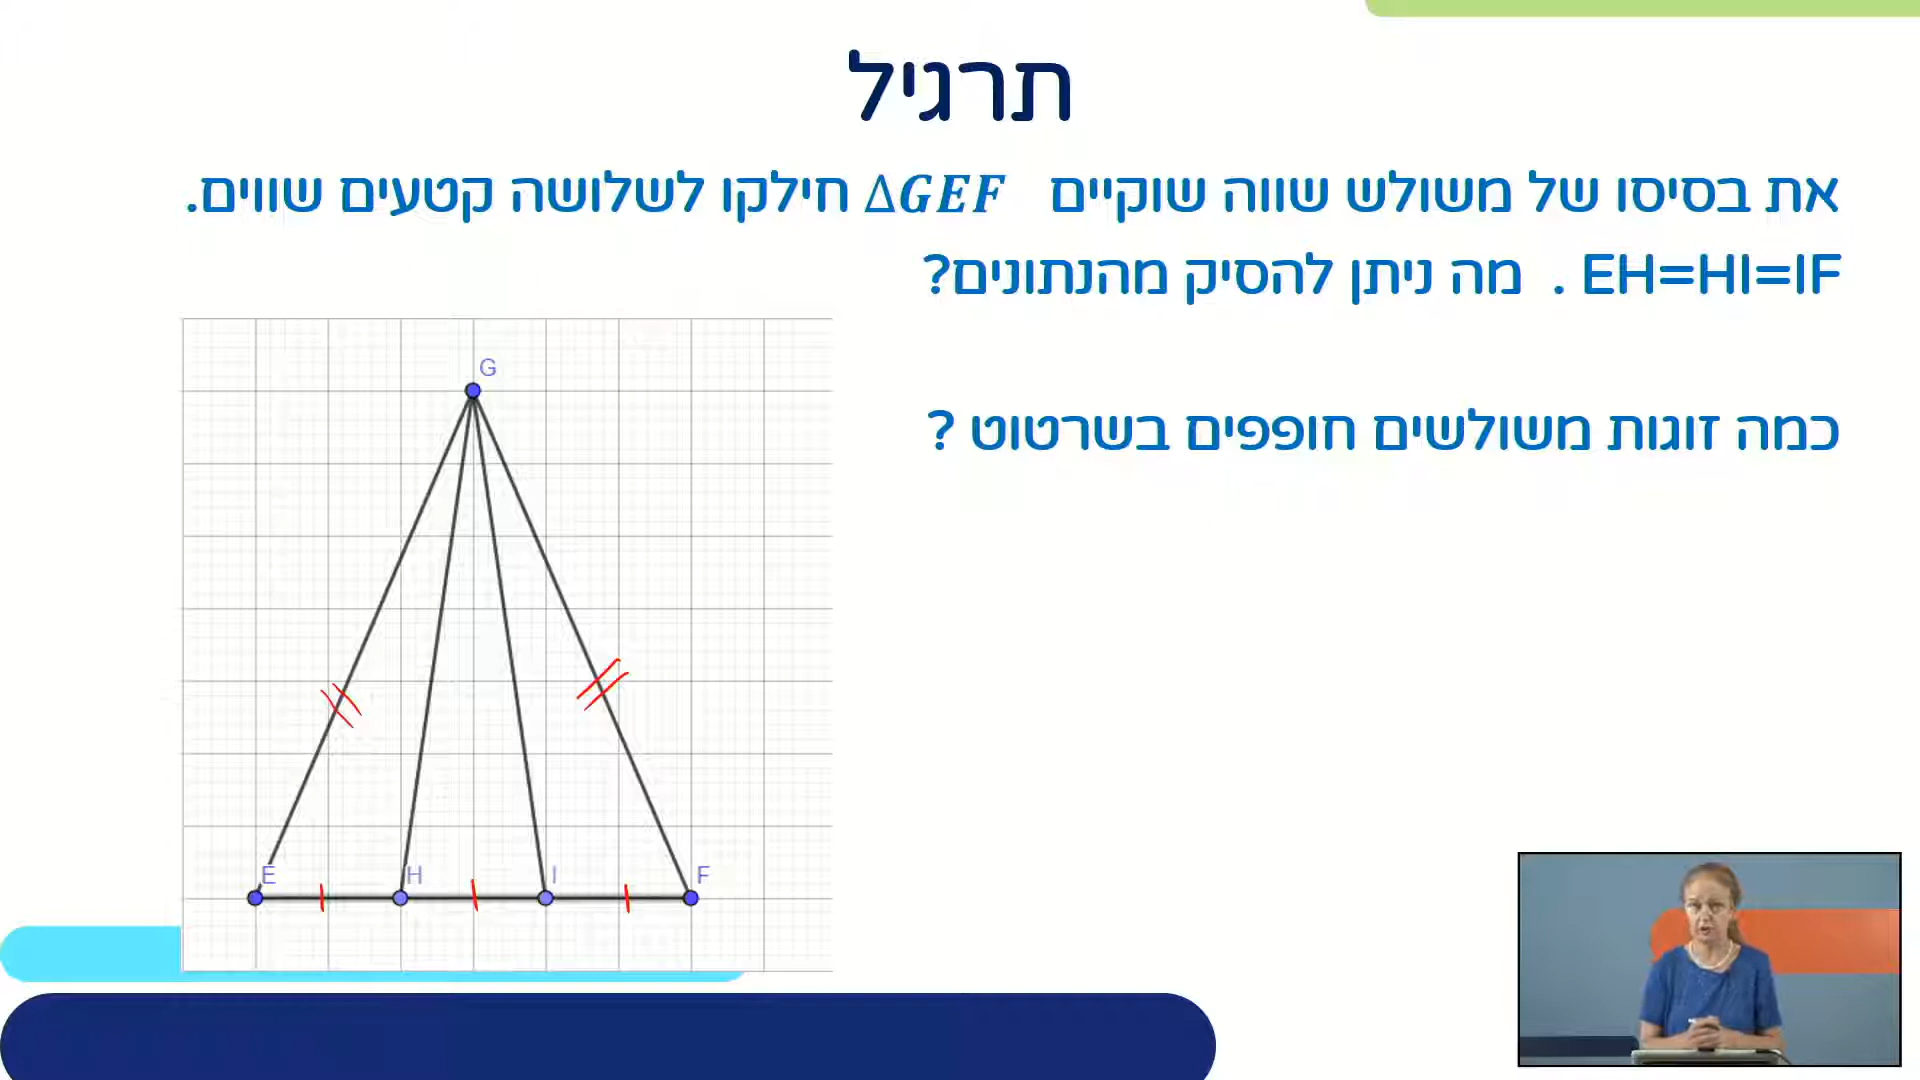 תרגיל
את בסיסו של משולש שווה שוקיים ΔGEF חילקו לשלושה קטעים שווים.
EH=HI=IF . מה ניתן להסיק מהנתונים?
כמה זוגות משולשים חופפים בשרטוט ?
G
E H I F